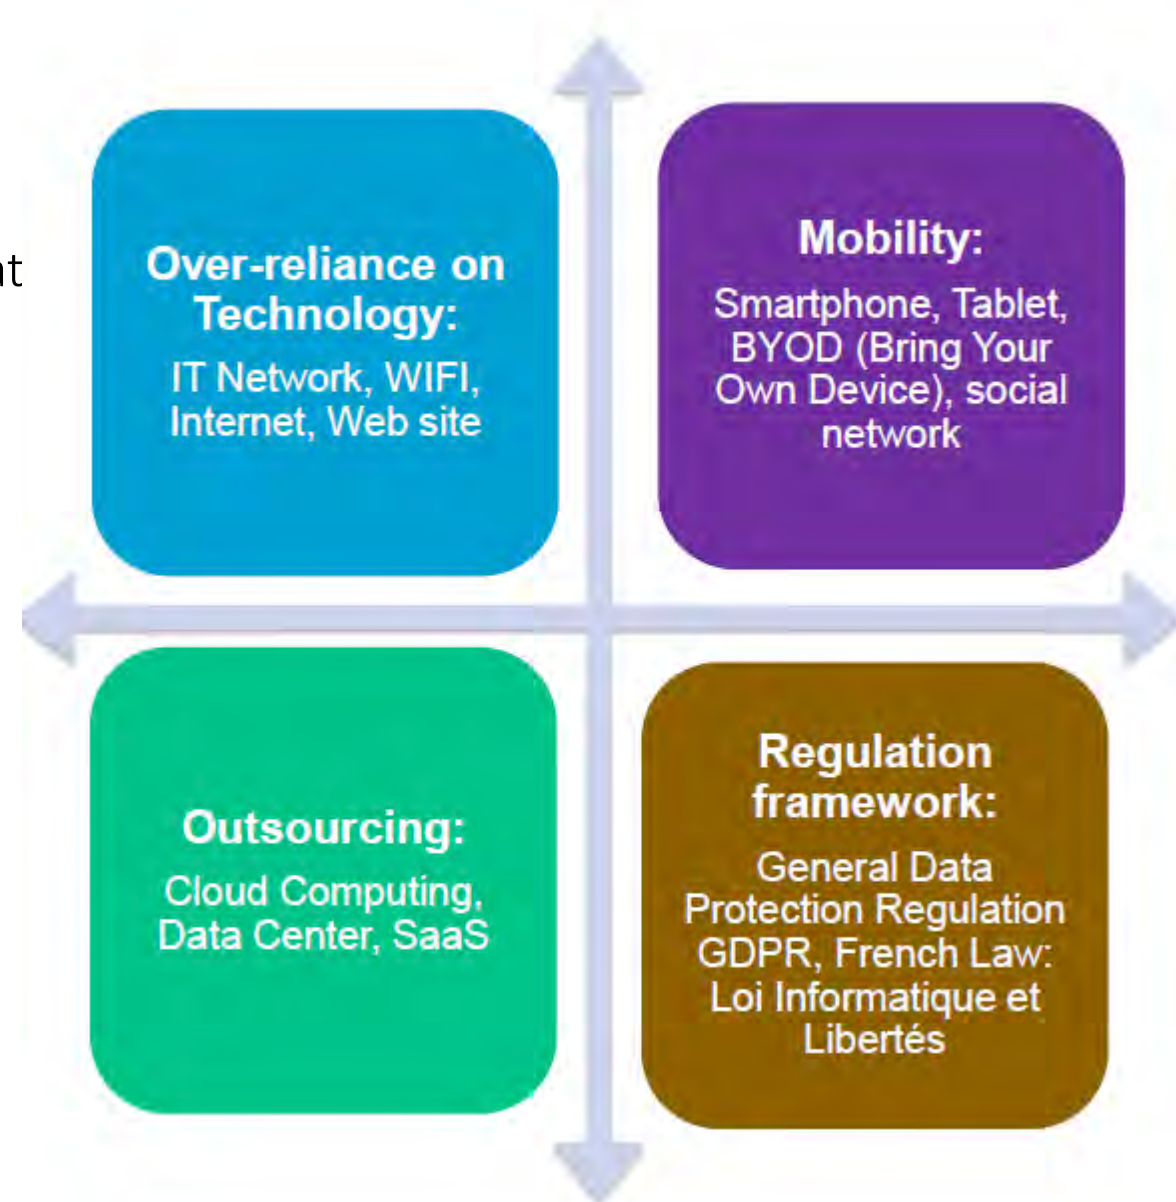 at
Over-reliance on
Technology:
IT Network, WIFI,
Internet, Web site
Mobility:
Smartphone, Tablet,
BYOD (Bring Your
Own Device), social
network
Outsourcing:
Cloud Computing,
Data Center, SaaS
Regulation
framework:
General Data
Protection Regulation
GDPR, French Law:
Loi Informatique et
Libertés